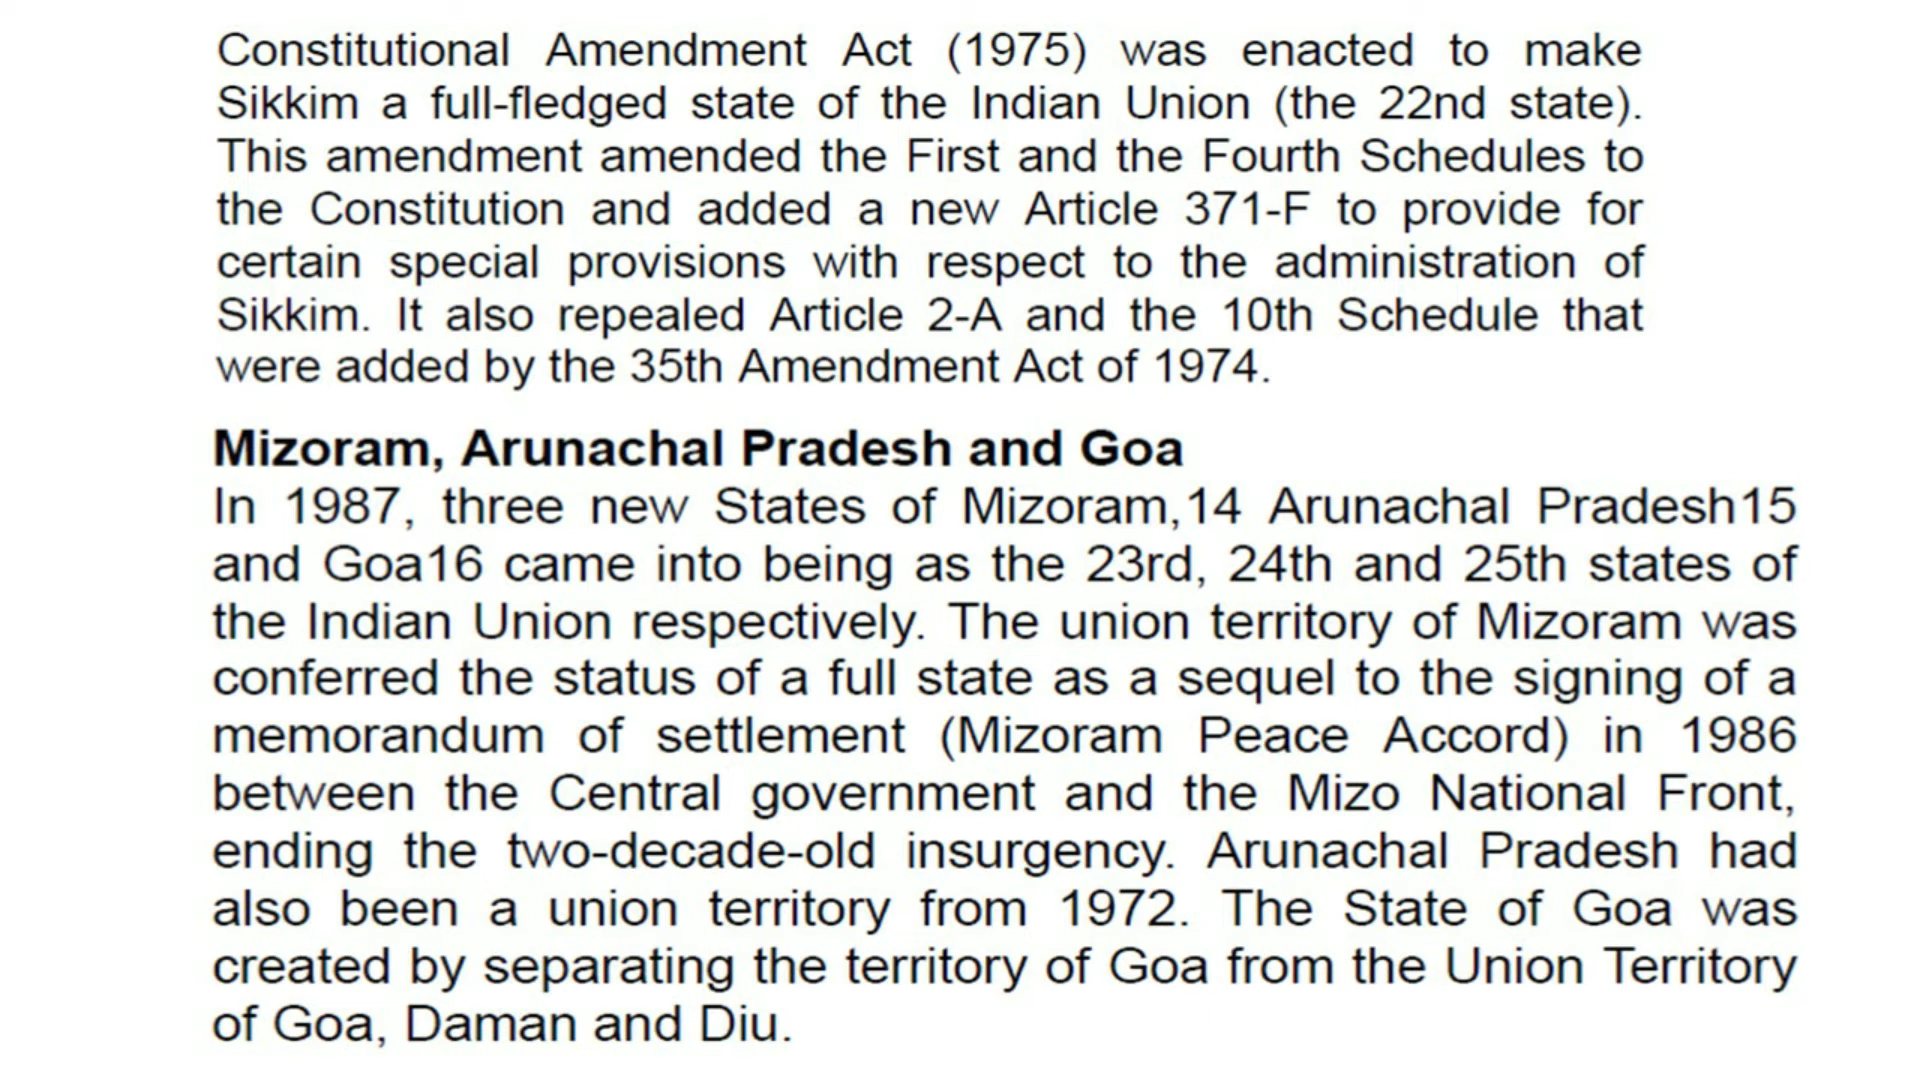 Constitutional Amendment Act (1975) was enacted to make
Sikkim a full-fledged state of the Indian Union (the 22nd state).
This amendment amended the First and the Fourth Schedules to
the Constitution and added a new Article 371-F to provide for
certain special provisions with respect to the administration of
Sikkim. It also repealed Article 2-A and the 10th Schedule that
were added by the 35th Amendment Act of 1974.
Mizoram, Arunachal Pradesh and Goa
In 1987, three new States of Mizoram,14 Arunachal Pradesh15
and Goa16 came into being as the 23rd, 24th and 25th states of
the Indian Union respectively. The union territory of Mizoram was
conferred the status of a full state as a sequel to the signing of a
memorandum of settlement (Mizoram Peace Accord) in 1986
between the Central government and the Mizo National Front,
ending the two-decade-old insurgency. Arunachal Pradesh had
also been a union territory from 1972. The State of Goa was
created by separating the territory of Goa from the Union Territory
of Goa, Daman and Diu.